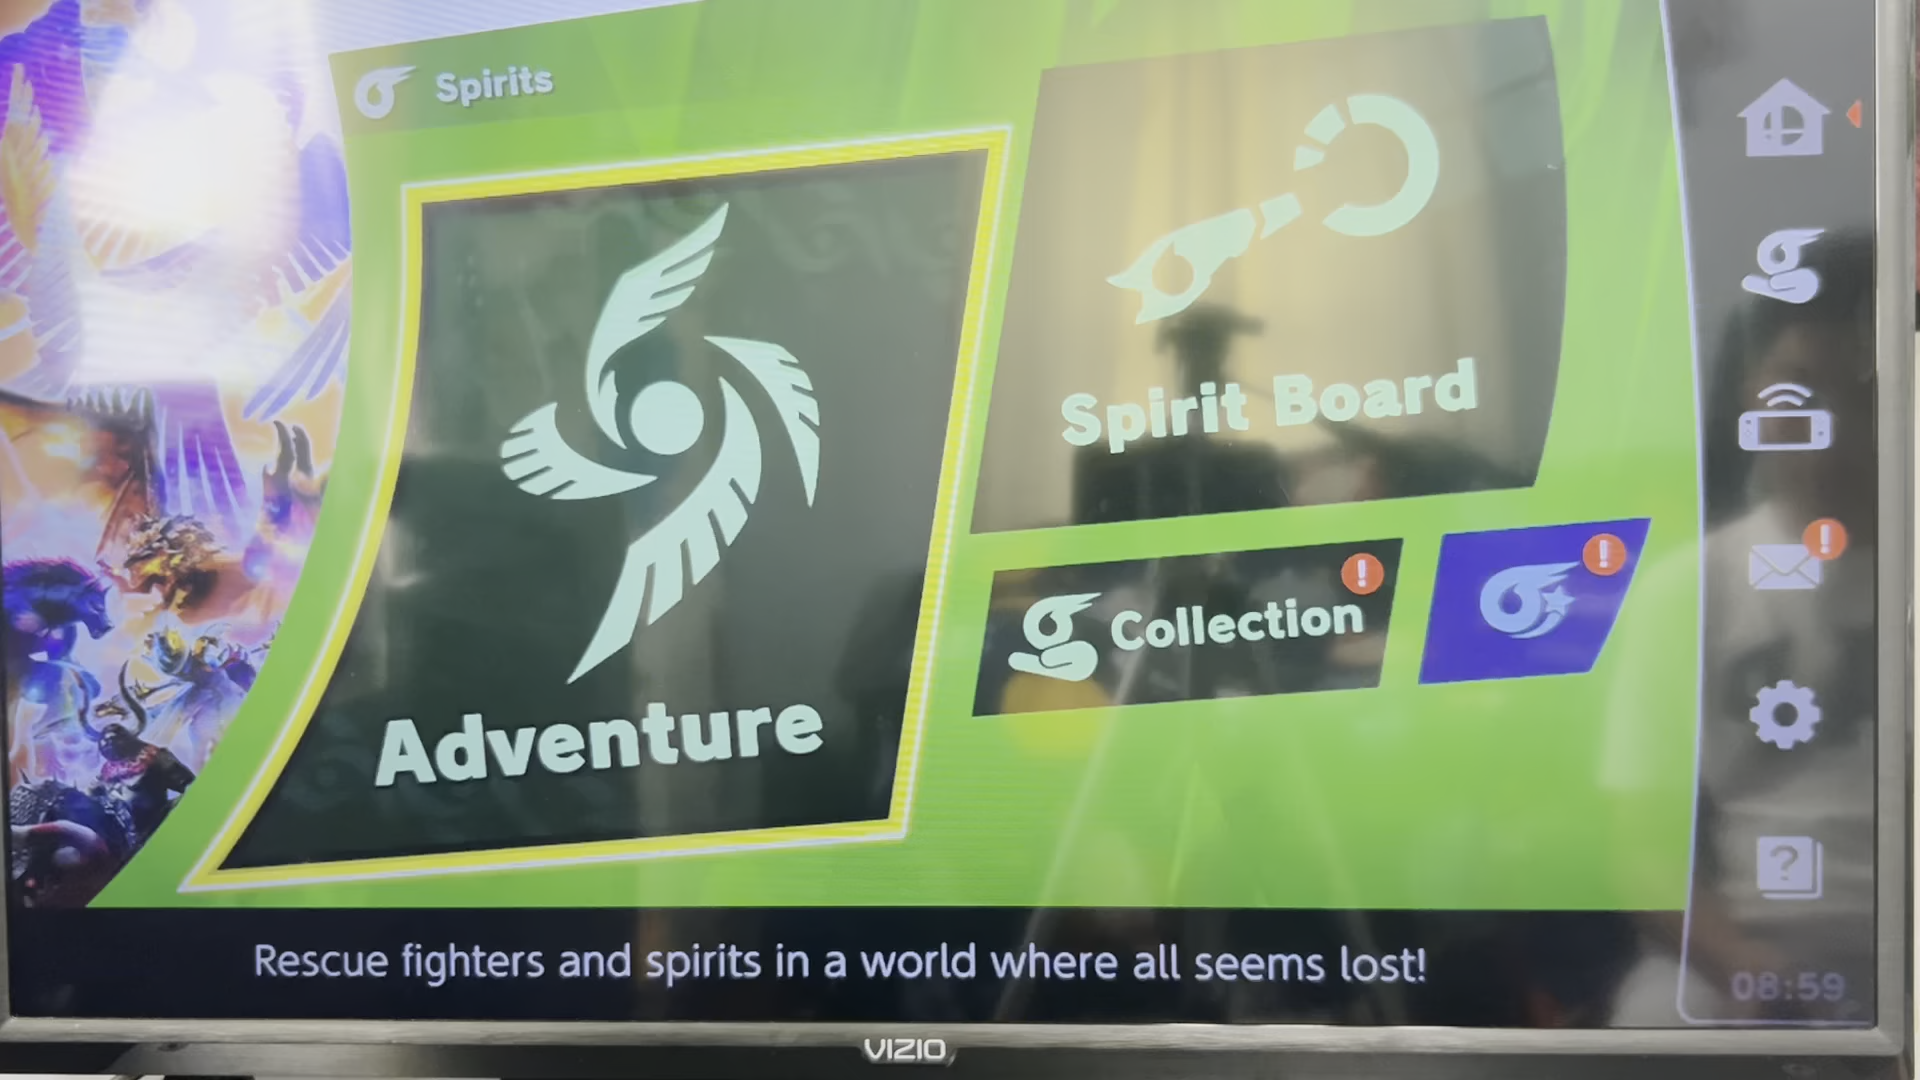 Spirits
Adventure
Spirit Board
!
Collection
!
!
?
Rescue fighters and spirits in a world where all seems lost!
08:59
VIZIO